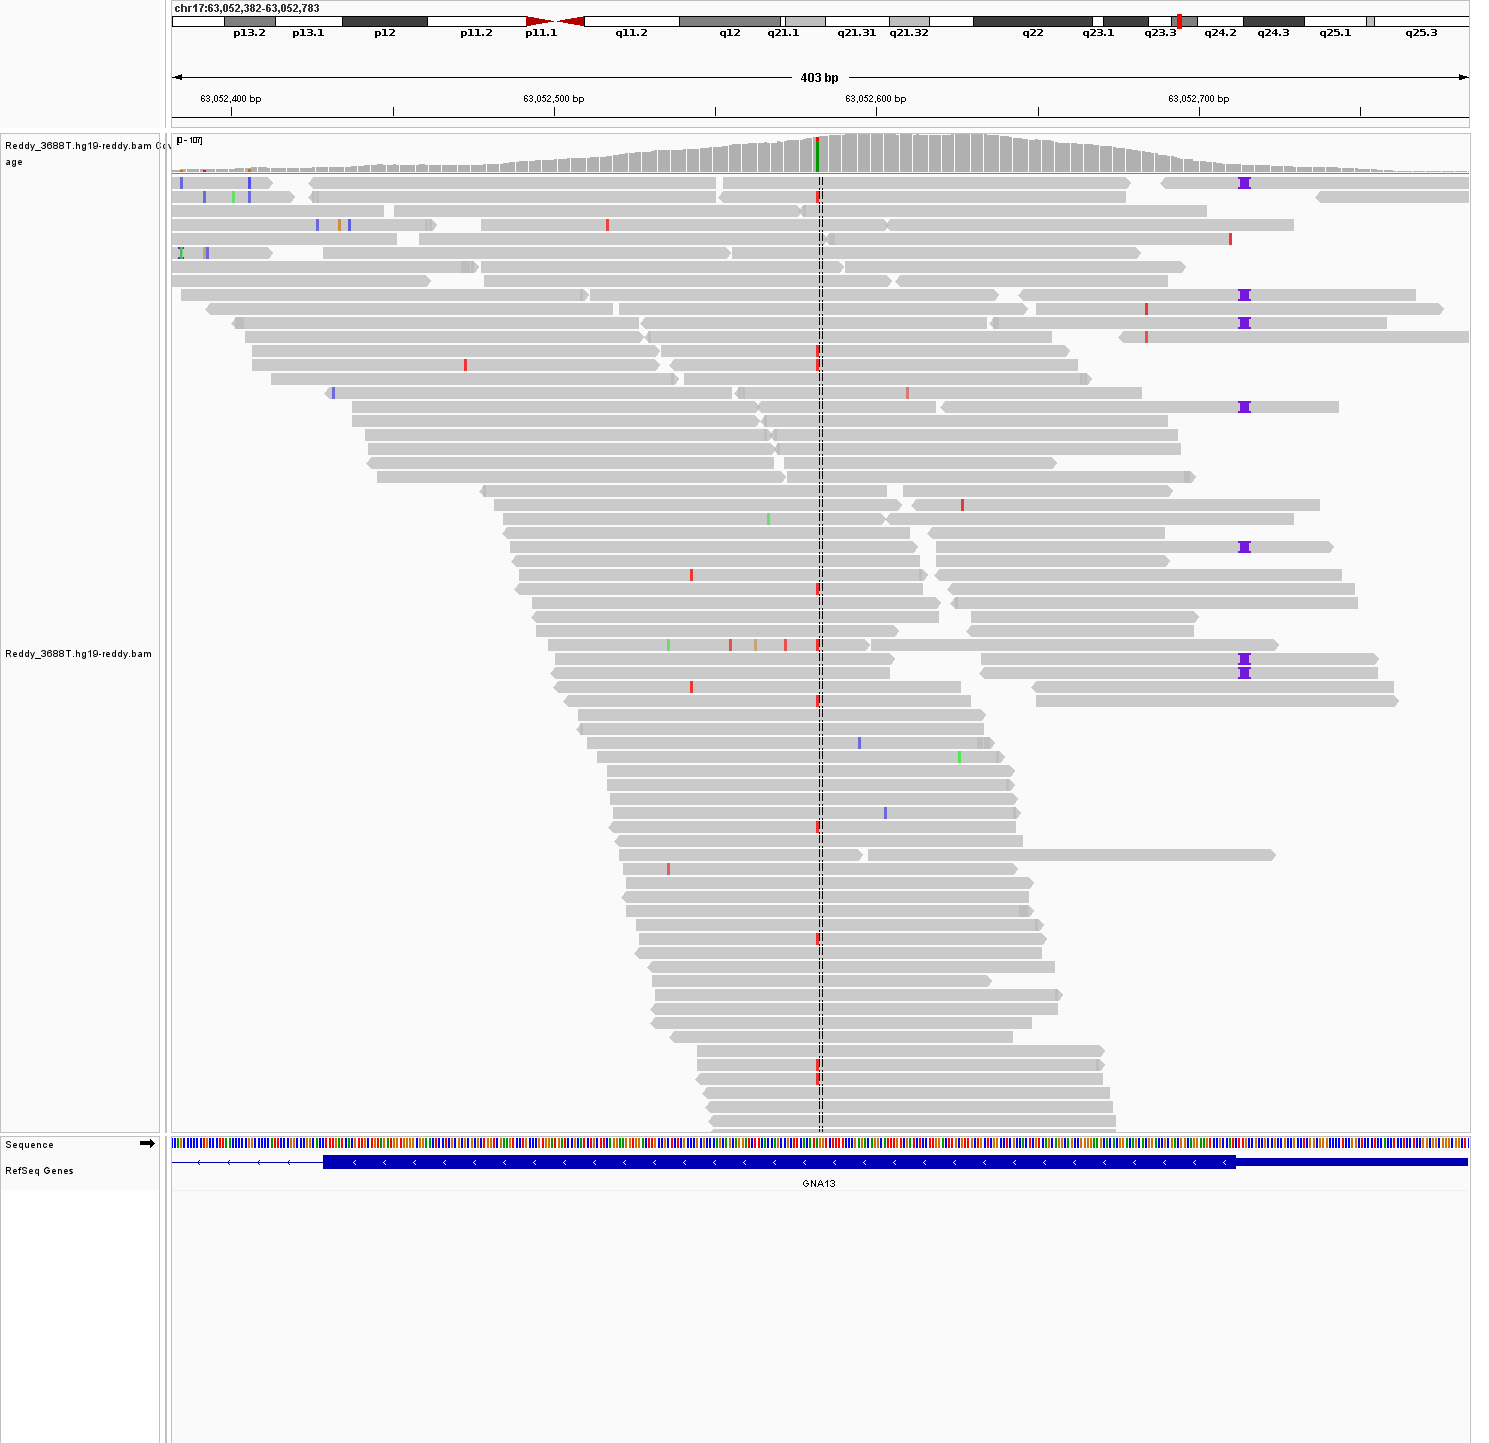 chr17:63,052,382-63,052,783
p13.2 p13.1 p12 p11.2 p11.1 q11.2 q12 q21.1 q21.31 q21.32 q22 q23.1 q23.3 q24.2 q24.3 q25.1 q25.3
403 bp
63,052,400 bp 63,052,500 bp 63,052,600 bp 63,052,700 bp
Reddy_3688T.hg19-reddy.bam Cov
age
[0 - 107]
Reddy_3688T.hg19-reddy.bam
Sequence
RefSeq Genes
GNA13